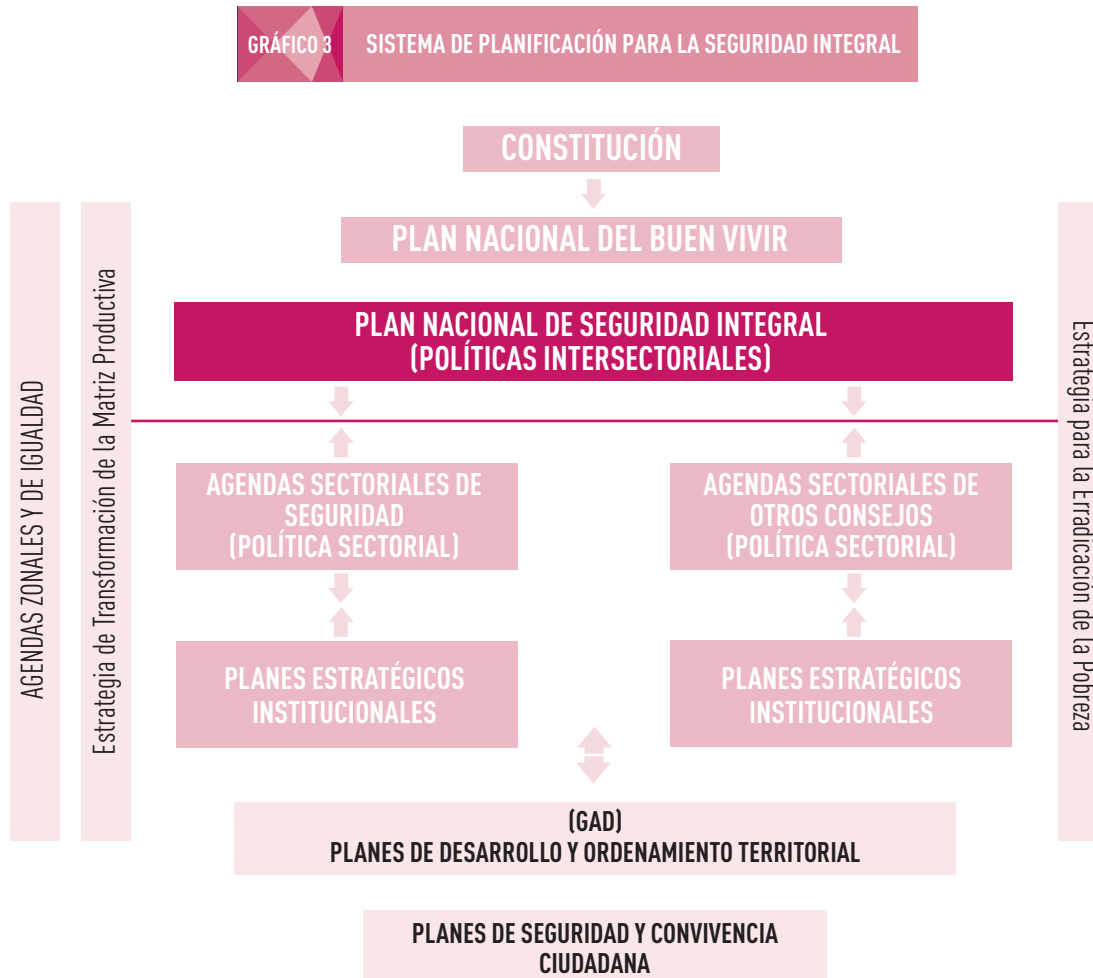 GRÁFICO 3
SISTEMA DE PLANIFICACIÓN PARA LA SEGURIDAD INTEGRAL
CONSTITUCIÓN
PLAN NACIONAL DEL BUEN VIVIR
PLAN NACIONAL DE SEGURIDAD INTEGRAL
(POLÍTICAS INTERSECTORIALES)
AGENDAS ZONALES Y DE IGUALDAD
Estrategia de Transformación de la Matriz Productiva
AGENDAS SECTORIALES DE
SEGURIDAD
(POLÍTICA SECTORIAL)
AGENDAS SECTORIALES DE
OTROS CONSEJOS
(POLÍTICA SECTORIAL)
PLANES ESTRATÉGICOS
INSTITUCIONALES
PLANES ESTRATÉGICOS
INSTITUCIONALES
Estrategia para la Erradicación de la Pobreza
(GAD)
PLANES DE DESARROLLO Y ORDENAMIENTO TERRITORIAL
PLANES DE SEGURIDAD Y CONVIVENCIA
CIUDADANA